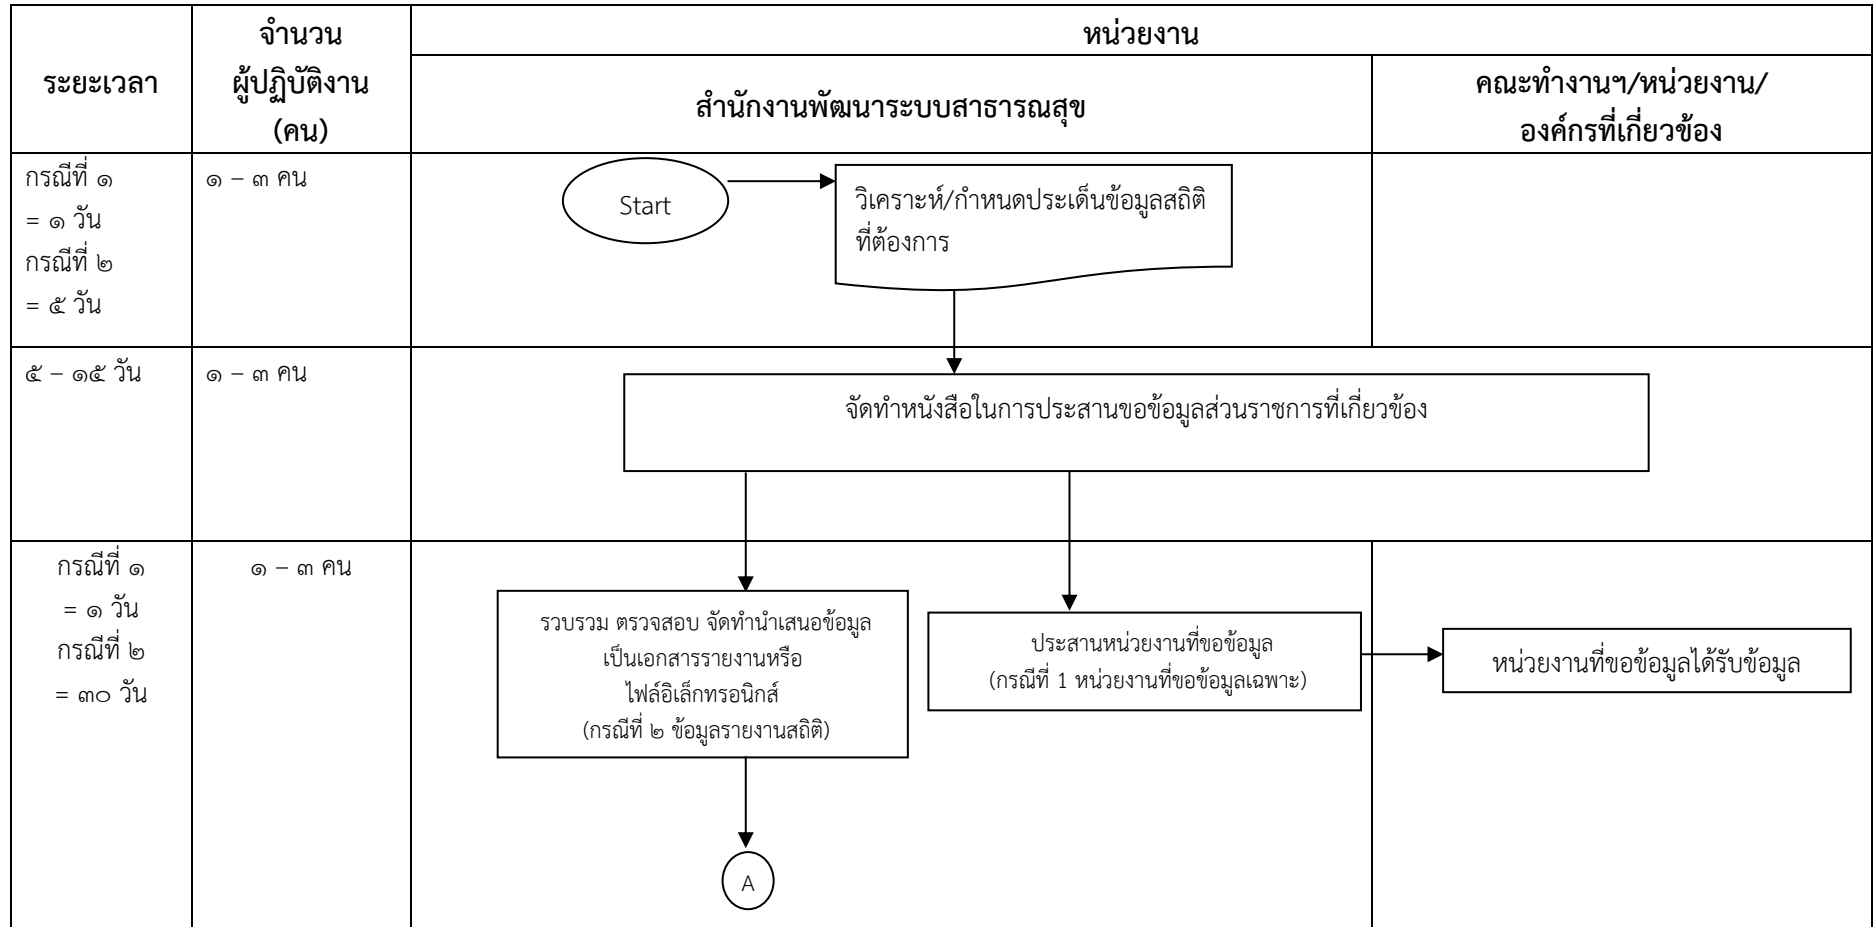 ระยะเวลา
จำนวน
ผู้ปฏิบัติงาน
(คน)
หน่วยงาน
สำนักงานพัฒนาระบบสาธารณสุข
คณะทำงานฯ/หน่วยงาน/
องค์กรที่เกี่ยวข้อง
กรณีที่ ๑
= ๑ วัน
กรณีที่ ๒
= ๕ วัน
๑ – ๓ คน
Start
วิเคราะห์/กำหนดประเด็นข้อมูลสถิติ
ที่ต้องการ
๕ – ๑๕ วัน
๑ – ๓ คน
จัดทำหนังสือในการประสานขอข้อมูลส่วนราชการที่เกี่ยวข้อง
กรณีที่ ๑
= ๑ วัน
กรณีที่ ๒
= ๓๐ วัน
๑ – ๓ คน
รวบรวม ตรวจสอบ จัดทำนำเสนอข้อมูล
เป็นเอกสารรายงานหรือ
ไฟล์อิเล็กทรอนิกส์
(กรณีที่ ๒ ข้อมูลรายงานสถิติ)
ประสานหน่วยงานที่ขอข้อมูล
(กรณีที่ 1 หน่วยงานที่ขอข้อมูลเฉพาะ)
หน่วยงานที่ขอข้อมูลได้รับข้อมูล
A